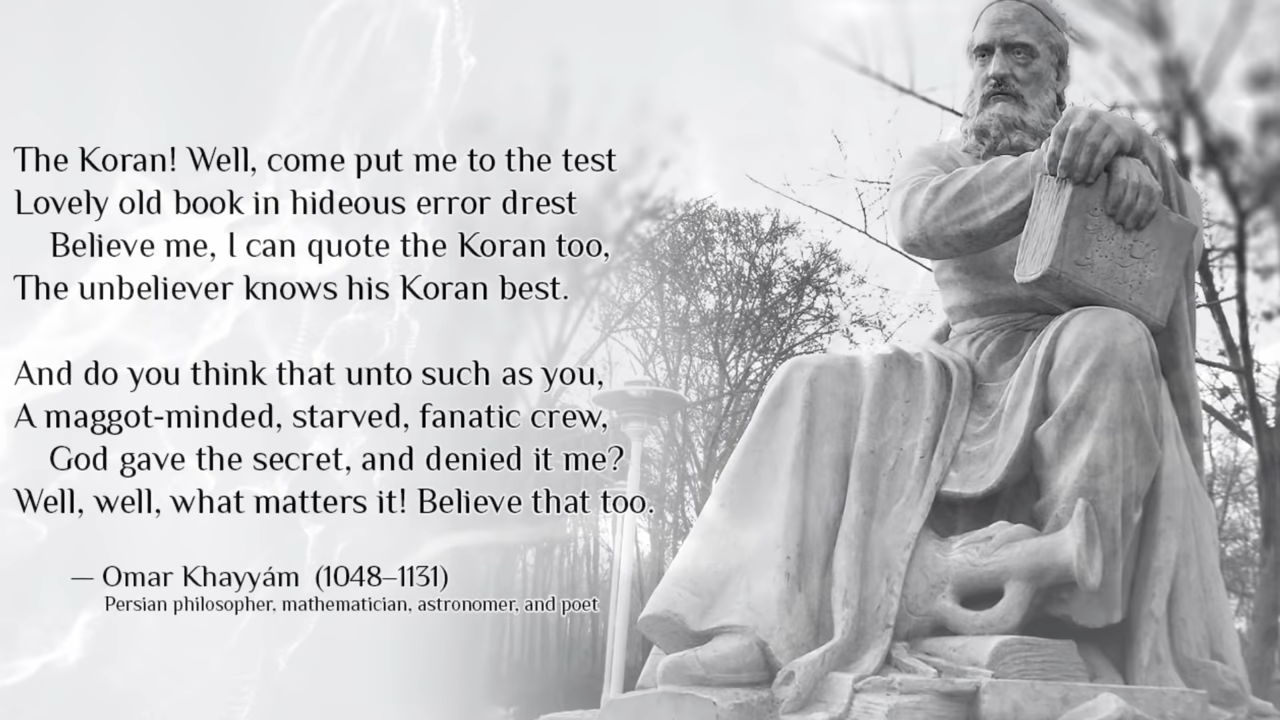 The Koran! Well, come put me to the test
Lovely old book in hideous error drest
Believe me, I can quote the Koran too,
The unbeliever knows his Koran best.
And do you think that unto such as you,
A maggot-minded, starved, fanatic crew,
God gave the secret, and denied it me?
Well, well, what matters it! Believe that too.
— Omar Khayyám (1048–1131)
Persian philosopher, mathematician, astronomer, and poet